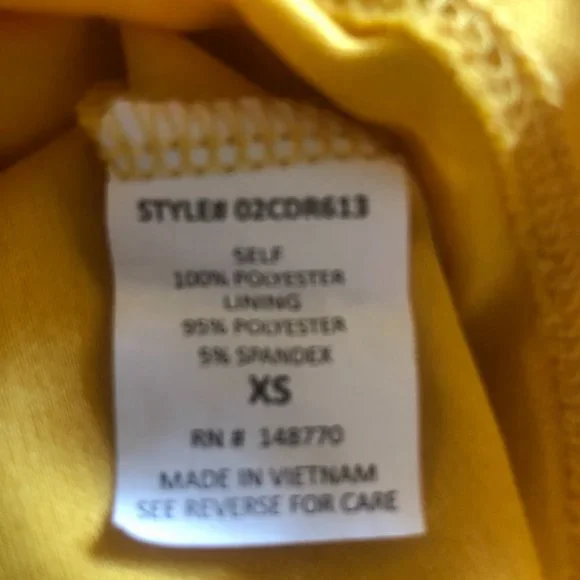 STYLE# 02CDR613
SELF
100% POLYESTER
LINING
95% POLYESTER
5% SPANDEX
XS
RN # 148770
MADE IN VIETNAM
SEE REVERSE FOR CARE